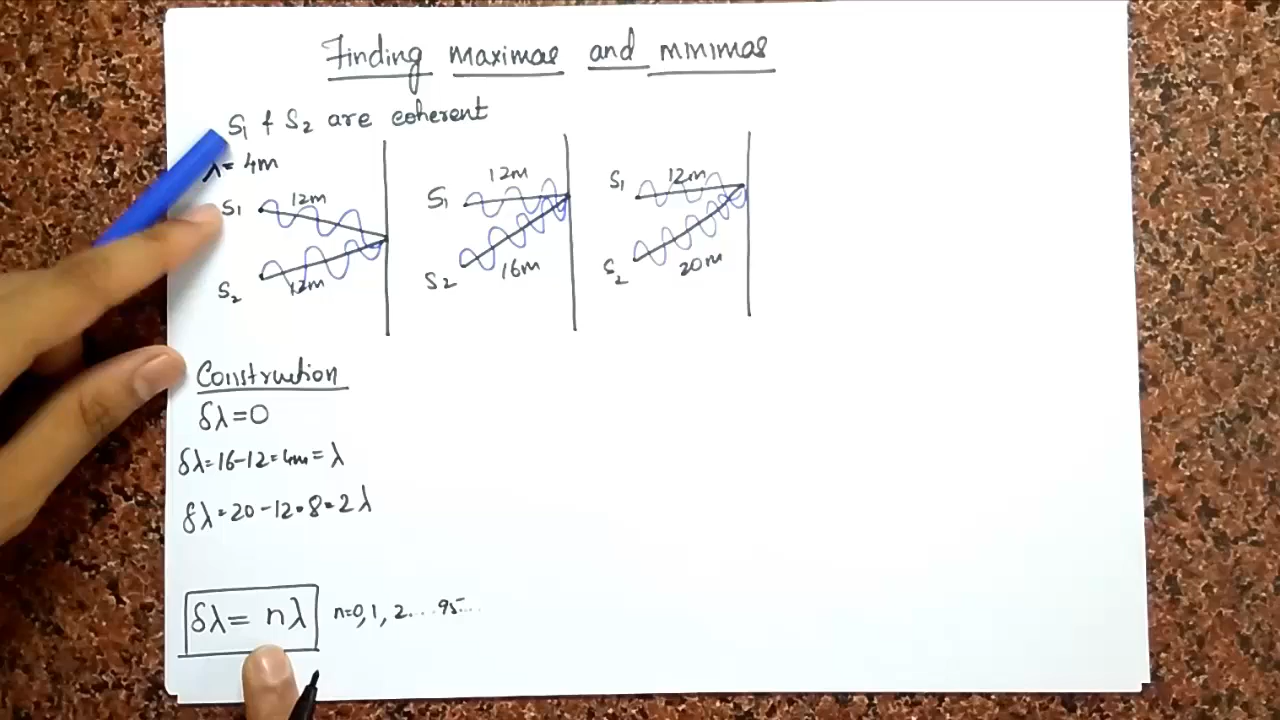 Finding maximas and minimas
S1 & S2 are coherent
λ = 4m
S1 12m
S2 12m
S1 12m
S2 16m
S1 12m
S2 20m
Construction
δλ=0
δλ=16-12=4m=λ
δλ=20-12=8=2λ
δλ= nλ n=0,1,2...95...